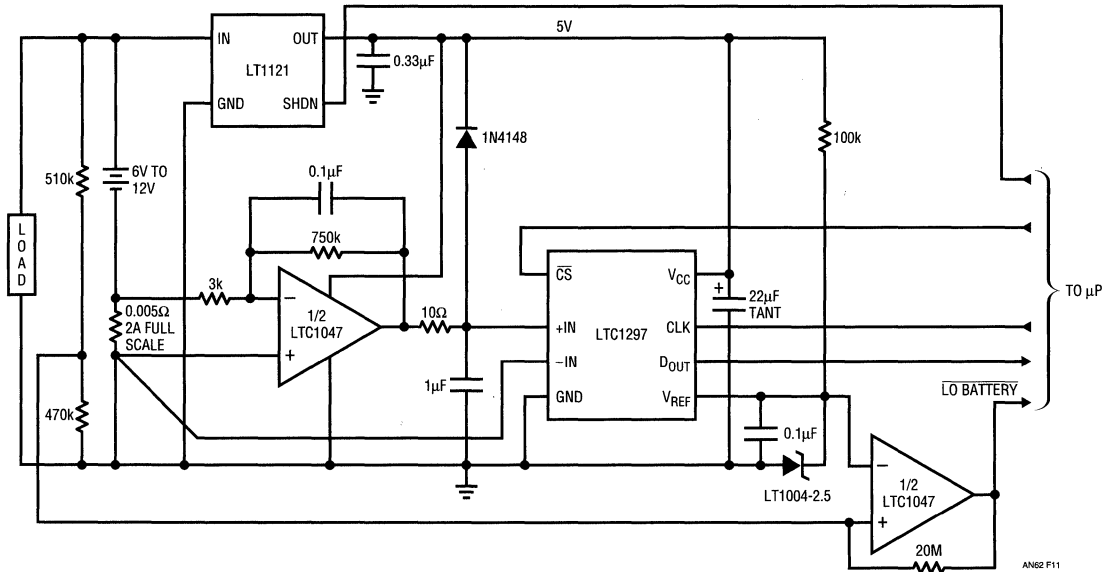 IN
OUT
LT1121
GND
SHDN
5V
0.33µF
1N4148
100k
510k
6V TO
12V
0.1µF
750k
LOAD
3k
0.005Ω
2A FULL
SCALE
−
1/2
LTC1047
+
10Ω
1µF
470k
CS
+IN
−IN
GND
LTC1297
VCC
CLK
DOUT
VREF
+
22µF
TANT
TO µP
LO BATTERY
0.1µF
LT1004-2.5
−
1/2
LTC1047
+
20M
AN62 F11